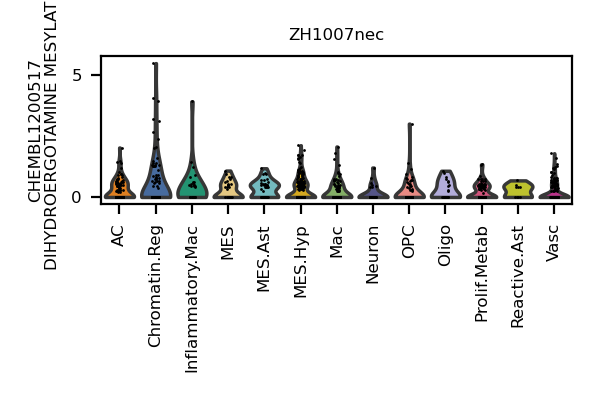 ZH1007nec
CHEMBL1200517
DIHYDROERGOTAMINE MESYLAT
5
0
AC
Chromatin.Reg
Inflammatory.Mac
MES
MES.Ast
MES.Hyp
Mac
Neuron
OPC
Oligo
Prolif.Metab
Reactive.Ast
Vasc